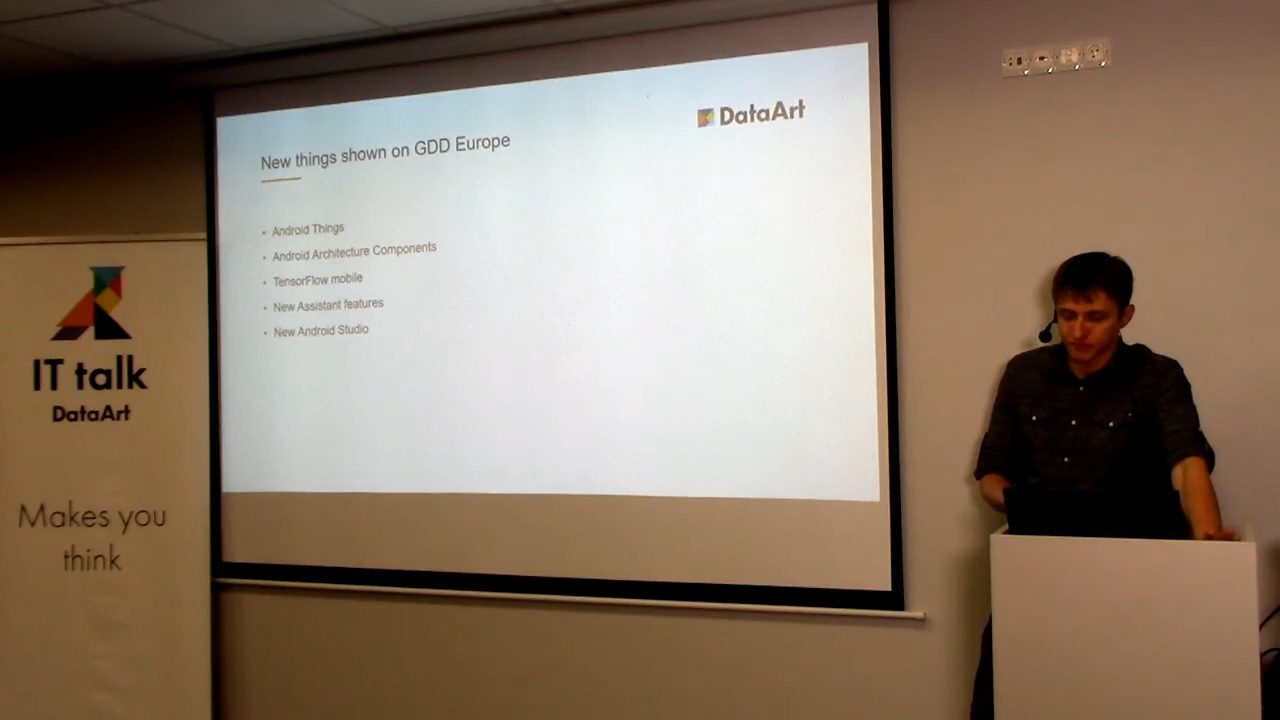 DataArt
New things shown on GDD Europe
• Android Things
• Android Architecture Components
• TensorFlow mobile
• New Assistant features
• New Android Studio
IT talk
DataArt
Makes you
think